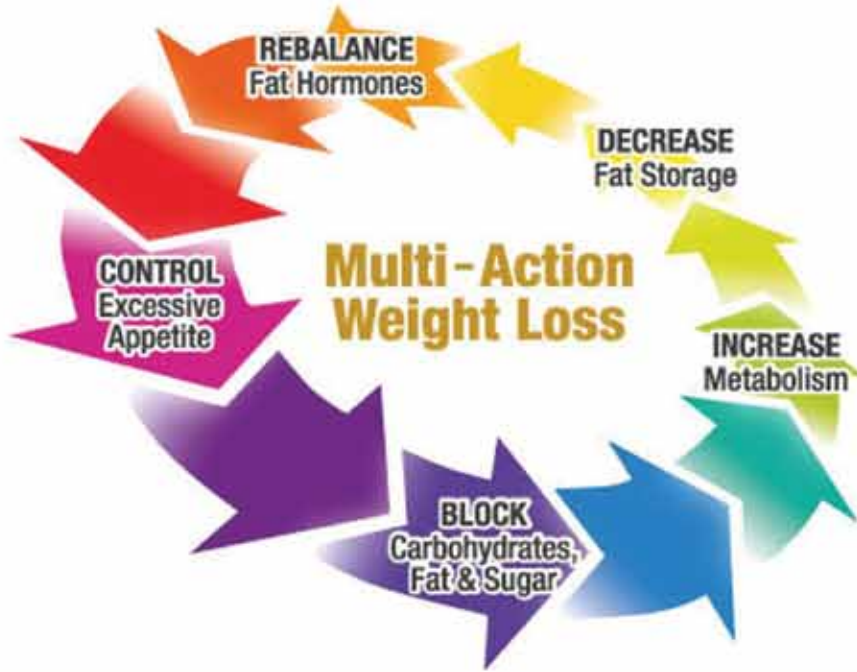 REBALANCE
Fat Hormones
DECREASE
Fat Storage
Multi-Action
Weight Loss
CONTROL
Excessive
Appetite
INCREASE
Metabolism
BLOCK
Carbohydrates,
Fat & Sugar